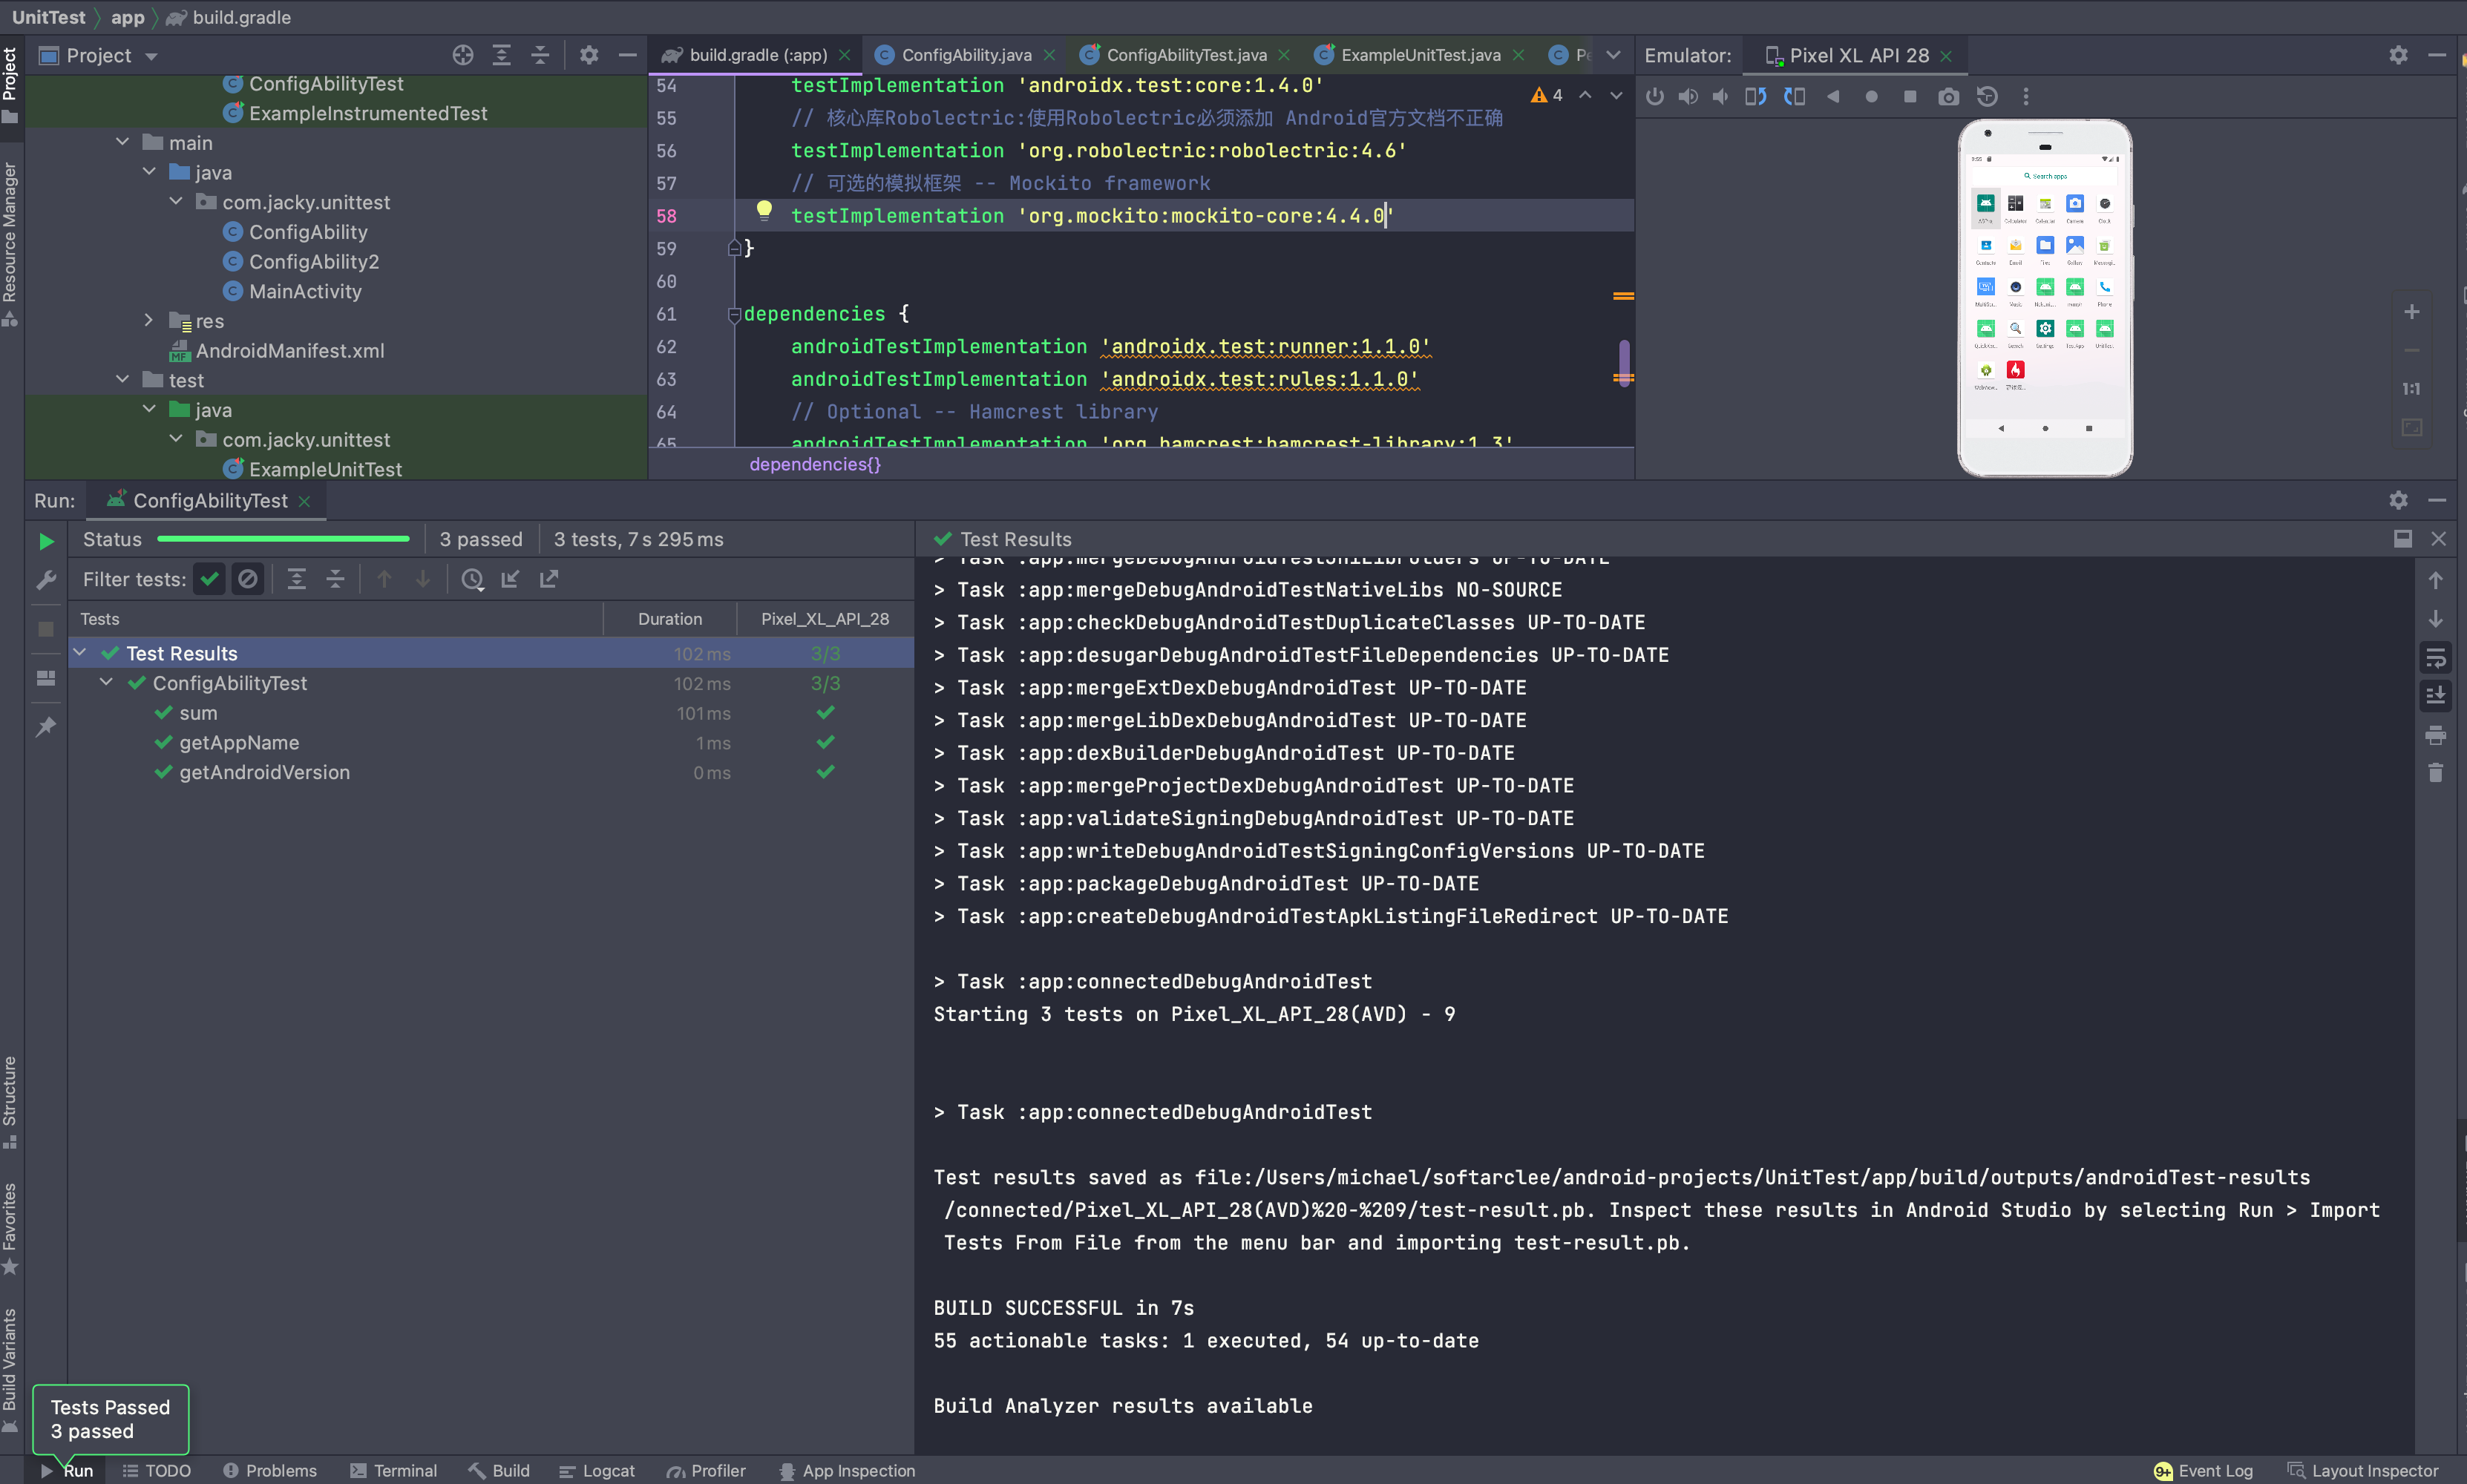 UnitTest app build.gradle
Project
build.gradle (:app)
ConfigAbility.java
ConfigAbilityTest.java
ExampleUnitTest.java
Emulator: Pixel XL API 28
Project
Resource Manager
Structure
Favorites
Build Variants
ConfigAbilityTest
ExampleInstrumentedTest
main
java
com.jacky.unittest
ConfigAbility
ConfigAbility2
MainActivity
res
AndroidManifest.xml
test
java
com.jacky.unittest
ExampleUnitTest
4
54 testImplementation 'androidx.test:core:1.4.0'
55 // 核心库Robolectric:使用Robolectric必须添加 Android官方文档不正确
56 testImplementation 'org.robolectric:robolectric:4.6'
57 // 可选的模拟框架 -- Mockito framework
58 testImplementation 'org.mockito:mockito-core:4.4.0'
59 }
60
61 dependencies {
62 androidTestImplementation 'androidx.test:runner:1.1.0'
63 androidTestImplementation 'androidx.test:rules:1.1.0'
64 // Optional -- Hamcrest library
65 androidTestImplementation 'org.hamcrest:hamcrest-library:1.3'
dependencies{}
Search apps
1:1
Run: ConfigAbilityTest
Status 3 passed 3 tests, 7 s 295 ms
Filter tests:
Tests Duration Pixel_XL_API_28
Test Results 102 ms 3/3
ConfigAbilityTest 102 ms 3/3
sum 101 ms
getAppName 1 ms
getAndroidVersion 0 ms
Test Results
> Task :app:mergeDebugAndroidTestJniLibFolders UP-TO-DATE
> Task :app:mergeDebugAndroidTestNativeLibs NO-SOURCE
> Task :app:checkDebugAndroidTestDuplicateClasses UP-TO-DATE
> Task :app:desugarDebugAndroidTestFileDependencies UP-TO-DATE
> Task :app:mergeExtDexDebugAndroidTest UP-TO-DATE
> Task :app:mergeLibDexDebugAndroidTest UP-TO-DATE
> Task :app:dexBuilderDebugAndroidTest UP-TO-DATE
> Task :app:mergeProjectDexDebugAndroidTest UP-TO-DATE
> Task :app:validateSigningDebugAndroidTest UP-TO-DATE
> Task :app:writeDebugAndroidTestSigningConfigVersions UP-TO-DATE
> Task :app:packageDebugAndroidTest UP-TO-DATE
> Task :app:createDebugAndroidTestApkListingFileRedirect UP-TO-DATE
> Task :app:connectedDebugAndroidTest
Starting 3 tests on Pixel_XL_API_28(AVD) - 9
> Task :app:connectedDebugAndroidTest
Test results saved as file:/Users/michael/softarclee/android-projects/UnitTest/app/build/outputs/androidTest-results
/connected/Pixel_XL_API_28(AVD)%20-%209/test-result.pb. Inspect these results in Android Studio by selecting Run > Import
Tests From File from the menu bar and importing test-result.pb.
BUILD SUCCESSFUL in 7s
55 actionable tasks: 1 executed, 54 up-to-date
Build Analyzer results available
Tests Passed
3 passed
Run TODO Problems Terminal Build Logcat Profiler App Inspection
9+ Event Log Layout Inspector